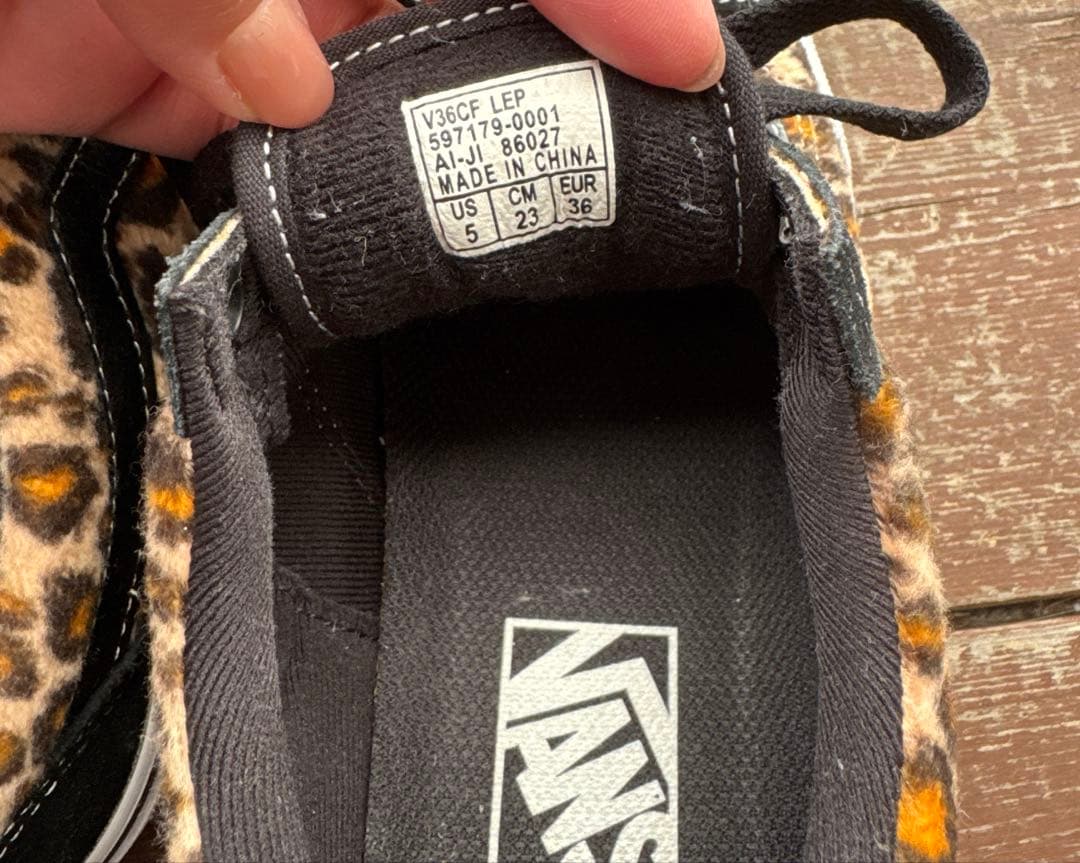 V36CF LEP
597179-0001
AI-JI 86027
MADE IN CHINA
US CM EUR
5 23 36
VANS